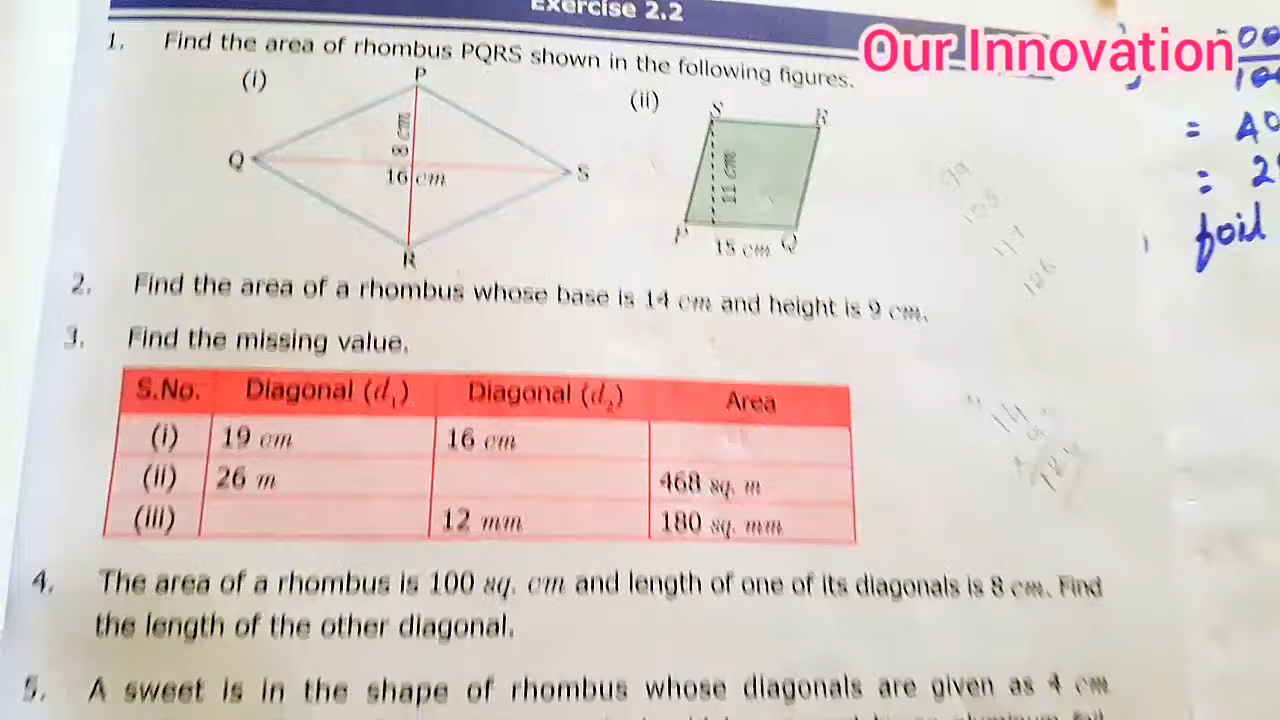 Exercise 2.2
Our Innovation
1. Find the area of rhombus PQRS shown in the following figures.
(i)
P
Q
8 cm
16 cm
S
R
(ii)
S R
11 cm
P 15 cm Q
= 40
foil
2. Find the area of a rhombus whose base is 14 cm and height is 9 cm.
3. Find the missing value.
S.No. Diagonal (d₁) Diagonal (d₂) Area
(i) 19 cm 16 cm
(ii) 26 m 468 sq. m
(iii) 12 mm 180 sq. mm
4. The area of a rhombus is 100 sq. cm and length of one of its diagonals is 8 cm. Find
the length of the other diagonal.
5. A sweet is in the shape of rhombus whose diagonals are given as 4 cm